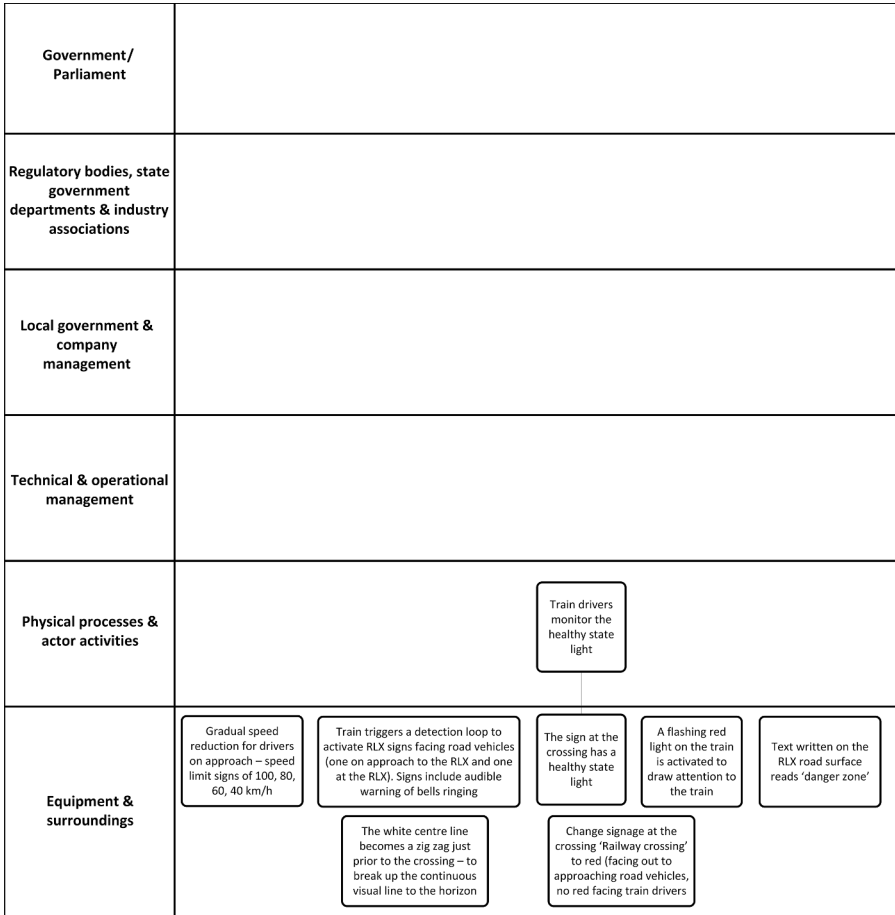 Government/
Parliament
Regulatory bodies, state
government
departments & industry
associations
Local government &
company
management
Technical & operational
management
Physical processes &
actor activities
Train drivers
monitor the
healthy state
light
Equipment &
surroundings
Gradual speed
reduction for drivers
on approach – speed
limit signs of 100, 80,
60, 40 km/h
Train triggers a detection loop to
activate RLX signs facing road vehicles
(one on approach to the RLX and one
at the RLX). Signs include audible
warning of bells ringing
The sign at the
crossing has a
healthy state
light
A flashing red
light on the train
is activated to
draw attention to
the train
Text written on the
RLX road surface
reads ‘danger zone’
The white centre line
becomes a zig zag just
prior to the crossing – to
break up the continuous
visual line to the horizon
Change signage at the
crossing ‘Railway crossing’
to red (facing out to
approaching road vehicles,
no red facing train drivers